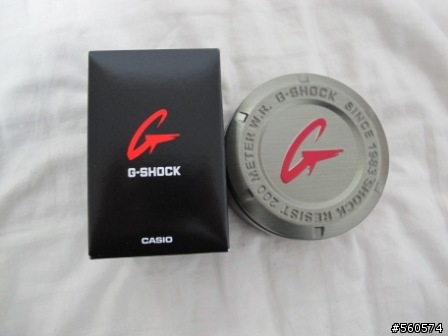 G-SHOCK
CASIO
G-SHOCK SINCE 1983 SHOCK RESIST 200 METER W.R.
#560574